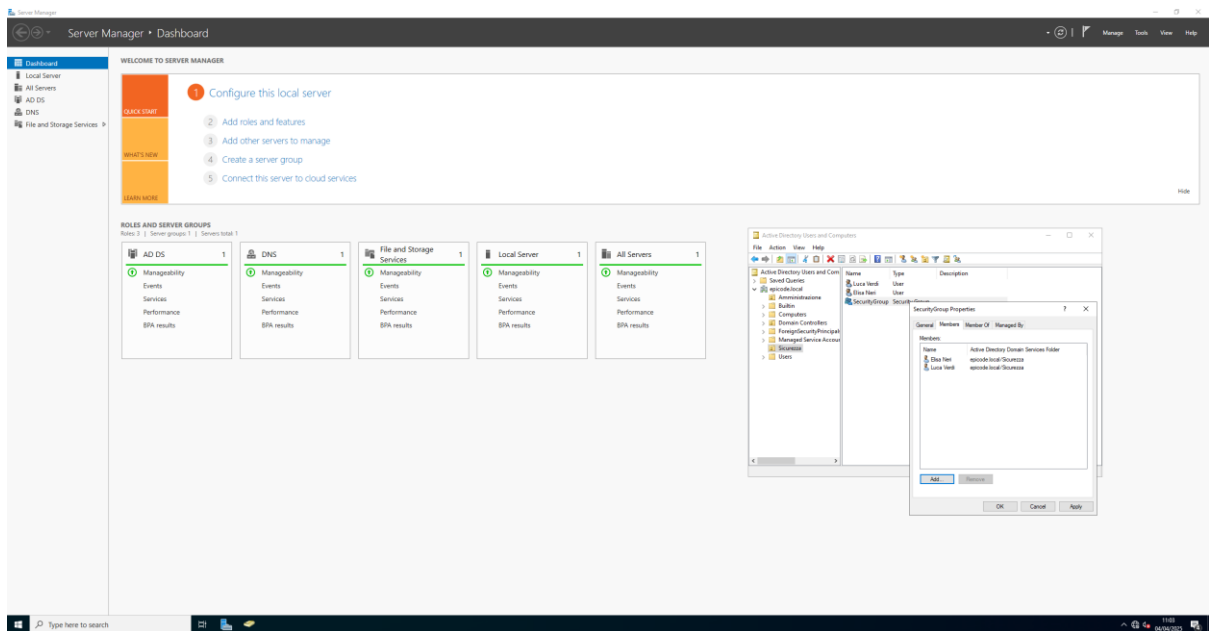 Server Manager
Server Manager • Dashboard
Manage Tools View Help
Dashboard
Local Server
All Servers
AD DS
DNS
File and Storage Services
WELCOME TO SERVER MANAGER
QUICK START
WHAT'S NEW
LEARN MORE
1 Configure this local server
2 Add roles and features
3 Add other servers to manage
4 Create a server group
5 Connect this server to cloud services
Hide
ROLES AND SERVER GROUPS
Roles: 3 | Server groups: 1 | Servers total: 1
AD DS 1
Manageability
Events
Services
Performance
BPA results
DNS 1
Manageability
Events
Services
Performance
BPA results
File and Storage
Services 1
Manageability
Events
Services
Performance
BPA results
Local Server 1
Manageability
Events
Services
Performance
BPA results
All Servers 1
Manageability
Events
Services
Performance
BPA results
Active Directory Users and Computers
File Action View Help
Active Directory Users and Com
Saved Queries
epicode.local
Amministrazione
Builtin
Computers
Domain Controllers
ForeignSecurityPrincipal
Managed Service Accoun
Sicurezza
Users
Name Type Description
Luca Verdi User
Elisa Neri User
SecurityGroup Security Group
SecurityGroup Properties ?
General Members Member Of Managed By
Members:
Name Active Directory Domain Services Folder
Elisa Neri epicode.local/Sicurezza
Luca Verdi epicode.local/Sicurezza
Add... Remove
OK Cancel Apply
Type here to search
11:03
04/04/2025